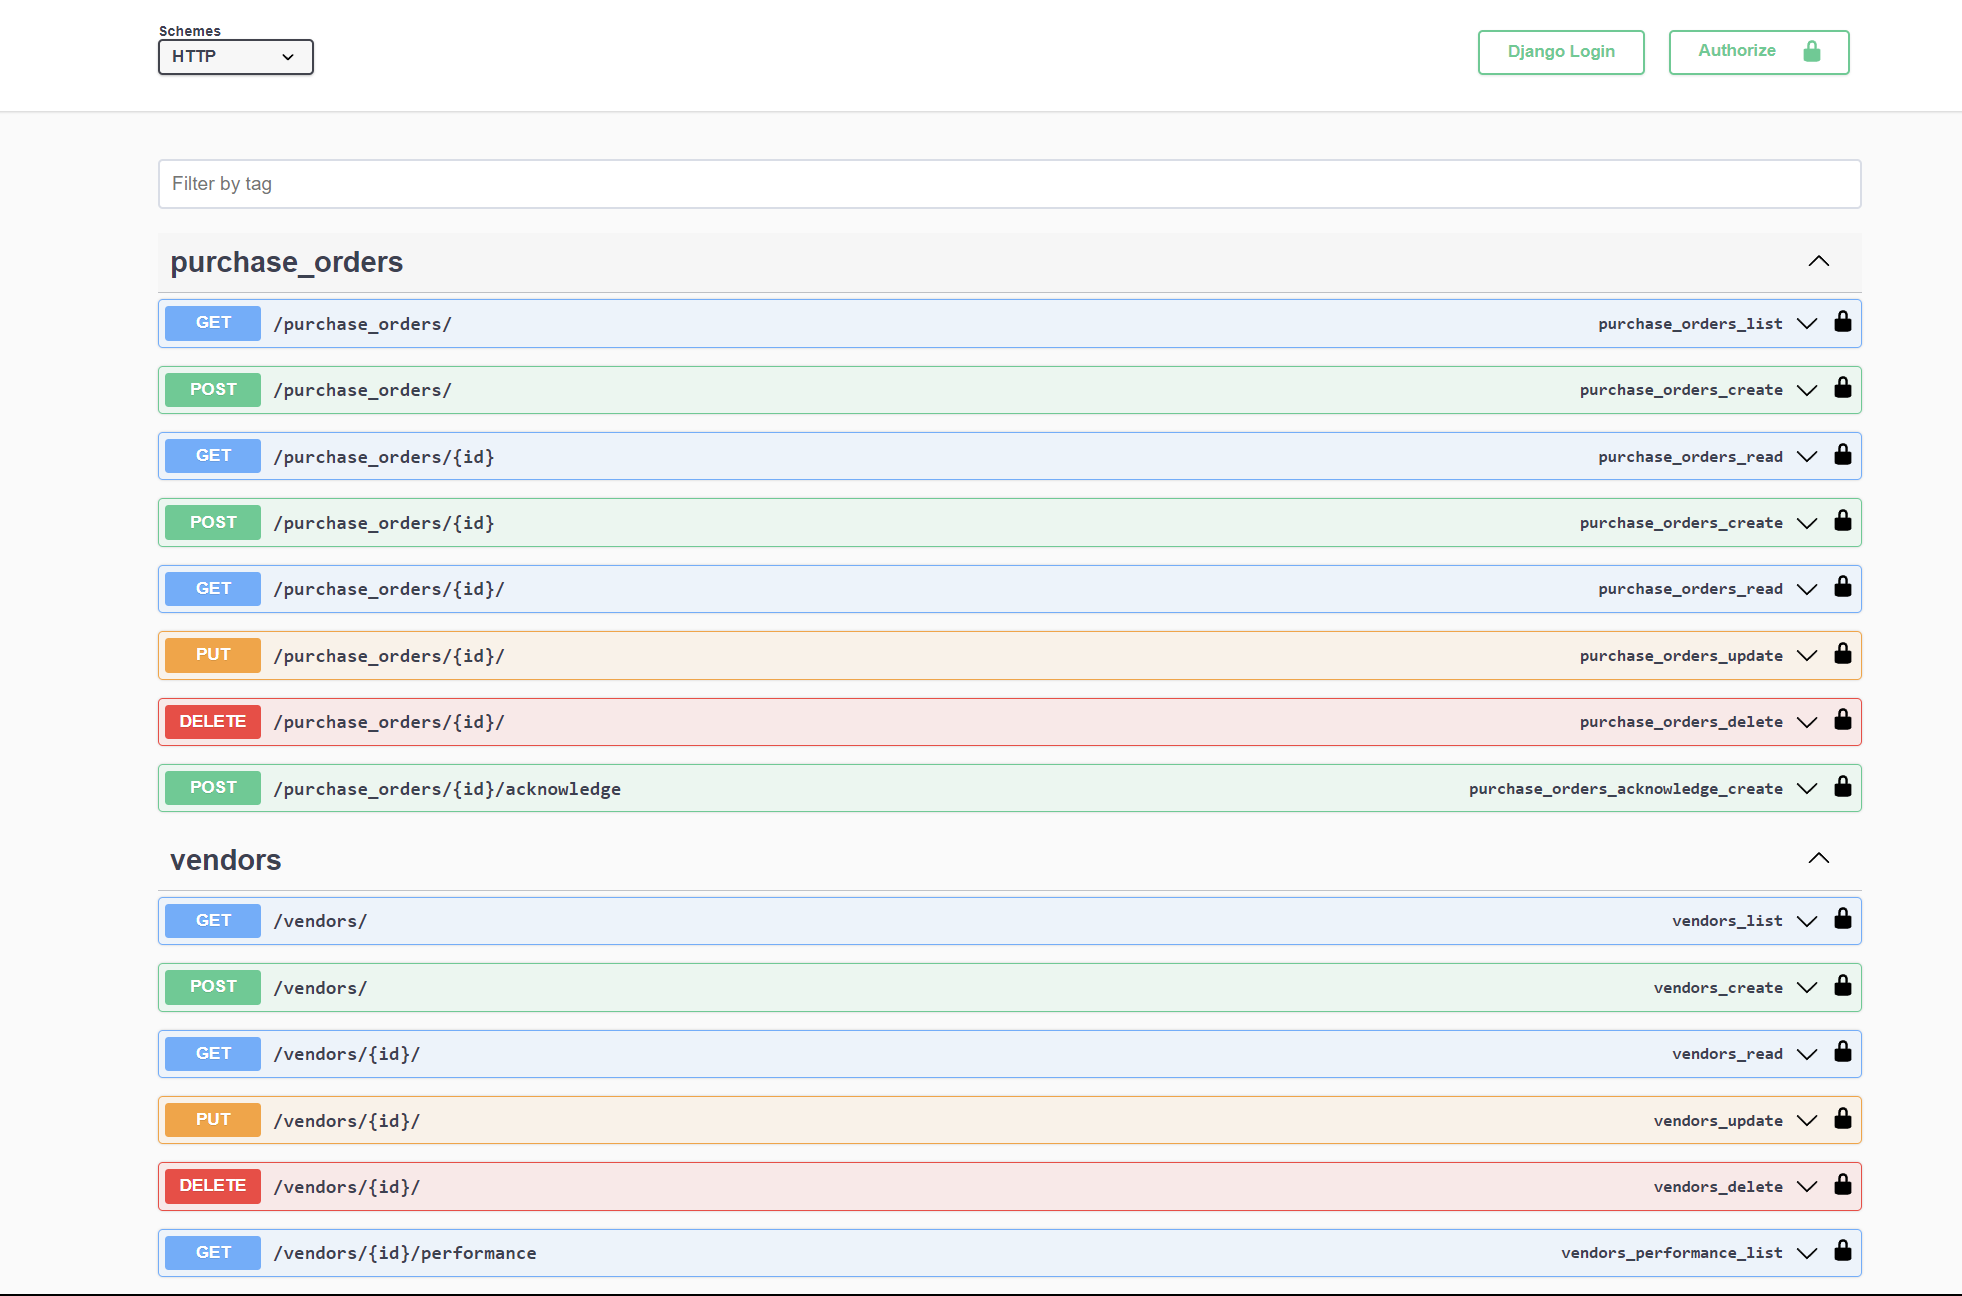 Schemes
HTTP
Django Login
Authorize
Filter by tag
purchase_orders
GET /purchase_orders/ purchase_orders_list
POST /purchase_orders/ purchase_orders_create
GET /purchase_orders/{id} purchase_orders_read
POST /purchase_orders/{id} purchase_orders_create
GET /purchase_orders/{id}/ purchase_orders_read
PUT /purchase_orders/{id}/ purchase_orders_update
DELETE /purchase_orders/{id}/ purchase_orders_delete
POST /purchase_orders/{id}/acknowledge purchase_orders_acknowledge_create
vendors
GET /vendors/ vendors_list
POST /vendors/ vendors_create
GET /vendors/{id}/ vendors_read
PUT /vendors/{id}/ vendors_update
DELETE /vendors/{id}/ vendors_delete
GET /vendors/{id}/performance vendors_performance_list